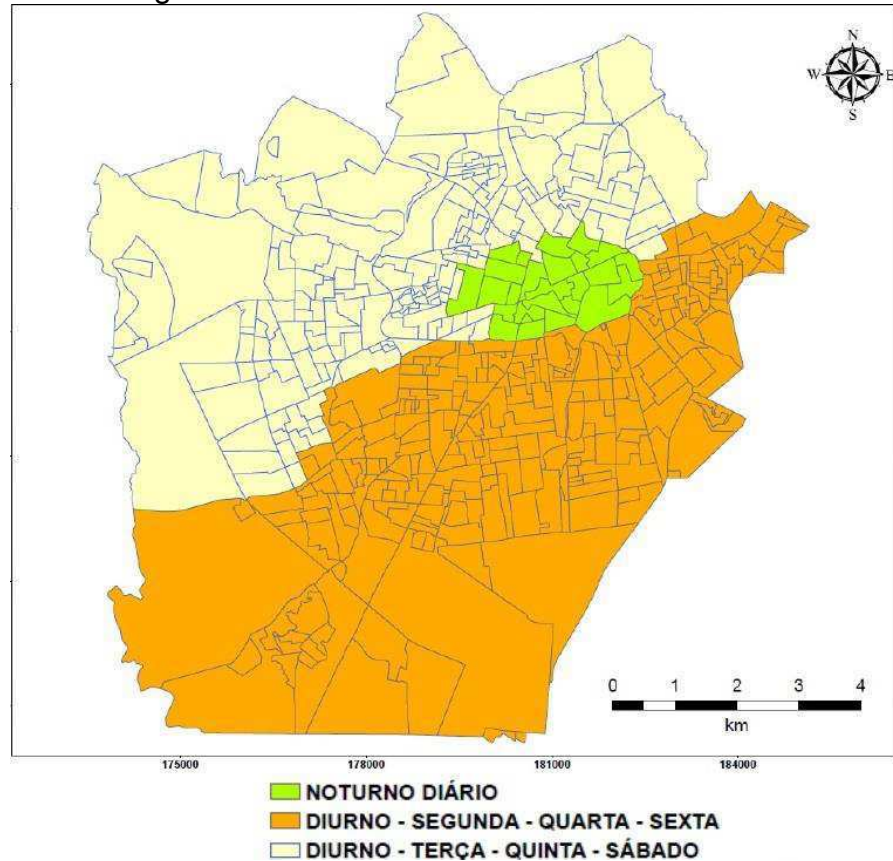 N
W E
S
0 1 2 3 4
km
175000 178000 181000 184000
NOTURNO DIÁRIO
DIURNO - SEGUNDA - QUARTA - SEXTA
DIURNO - TERÇA - QUINTA - SÁBADO